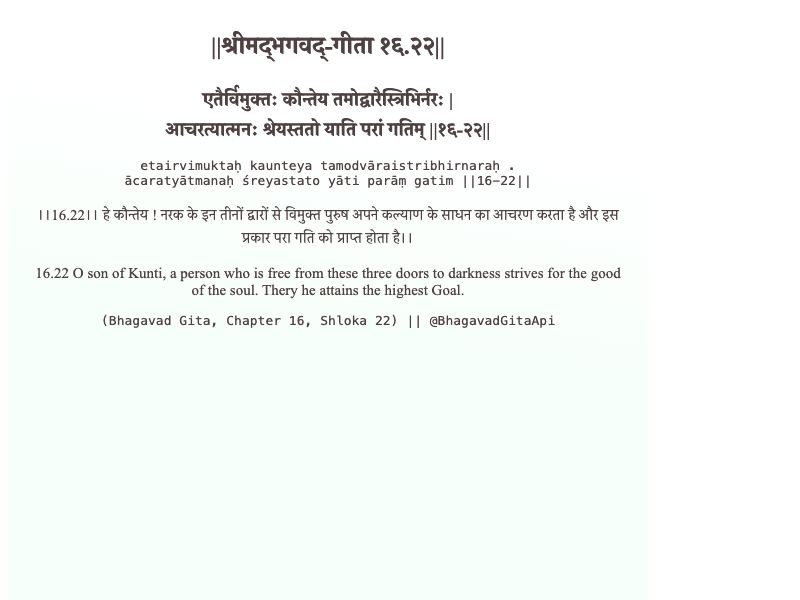 ||श्रीमद्‍भगवद्‍-गीता १६.२२||
एतैर्विमुक्तः कौन्तेय तमोद्वारैस्त्रिभिर्नरः |
आचरत्यात्मनः श्रेयस्ततो याति परां गतिम् ||१६-२२||
etairvimuktaḥ kaunteya tamodvāraistribhirnaraḥ .
ācaratyātmanaḥ śreyastato yāti parāṃ gatim ||16-22||
।।16.22।। हे कौन्तेय ! नरक के इन तीनों द्वारों से विमुक्त पुरुष अपने कल्याण के साधन का आचरण करता है और इस
प्रकार परा गति को प्राप्त होता है।।
16.22 O son of Kunti, a person who is free from these three doors to darkness strives for the good
of the soul. Thery he attains the highest Goal.
(Bhagavad Gita, Chapter 16, Shloka 22) || @BhagavadGitaApi